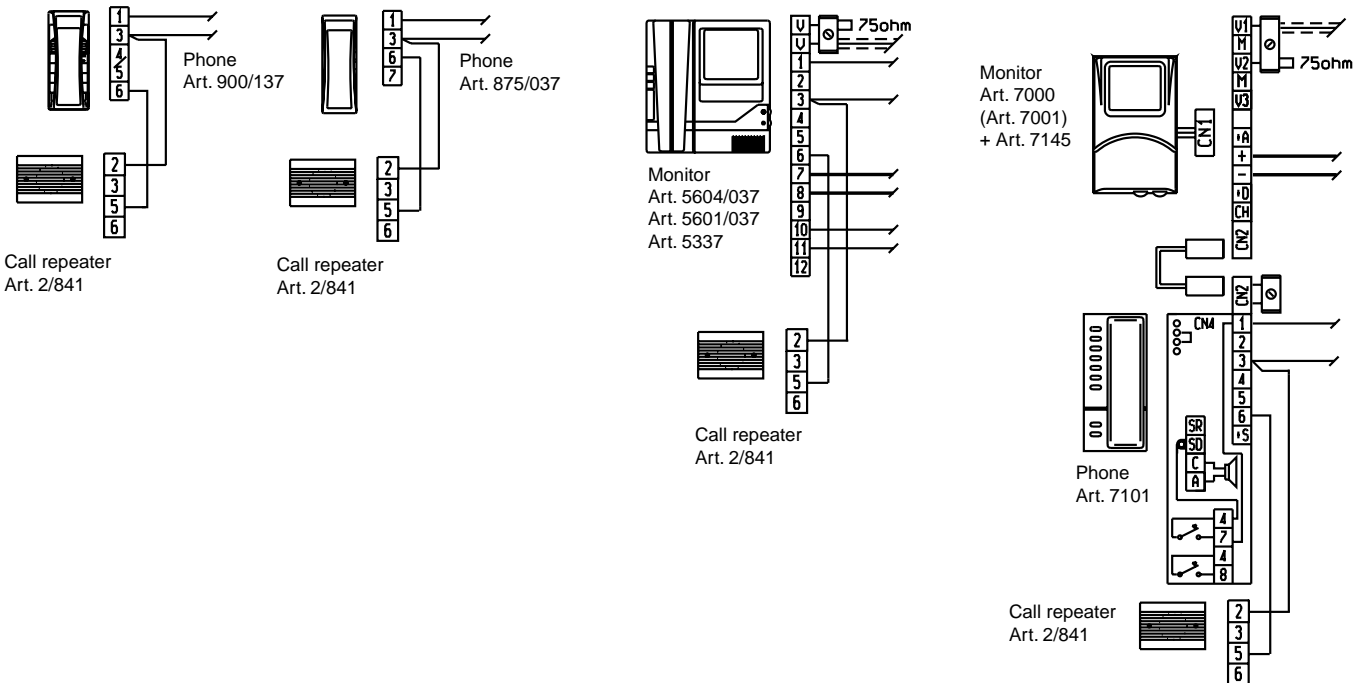 1
3
4
5
6
Phone
Art. 900/137
2
3
5
6
Call repeater
Art. 2/841
1
3
6
7
Phone
Art. 875/037
2
3
5
6
Call repeater
Art. 2/841
V
V
1
2
3
4
5
6
7
8
9
10
11
12
75ohm
Monitor
Art. 5604/037
Art. 5601/037
Art. 5337
2
3
5
6
Call repeater
Art. 2/841
Monitor
Art. 7000
(Art. 7001)
+ Art. 7145
CN1
V1
M
V2
M
V3
•A
+
−
•D
CH
CN2
75ohm
CN2
CN4
1
2
3
4
5
6
•S
SR
SD
C
A
4
7
4
8
Phone
Art. 7101
Call repeater
Art. 2/841
2
3
5
6